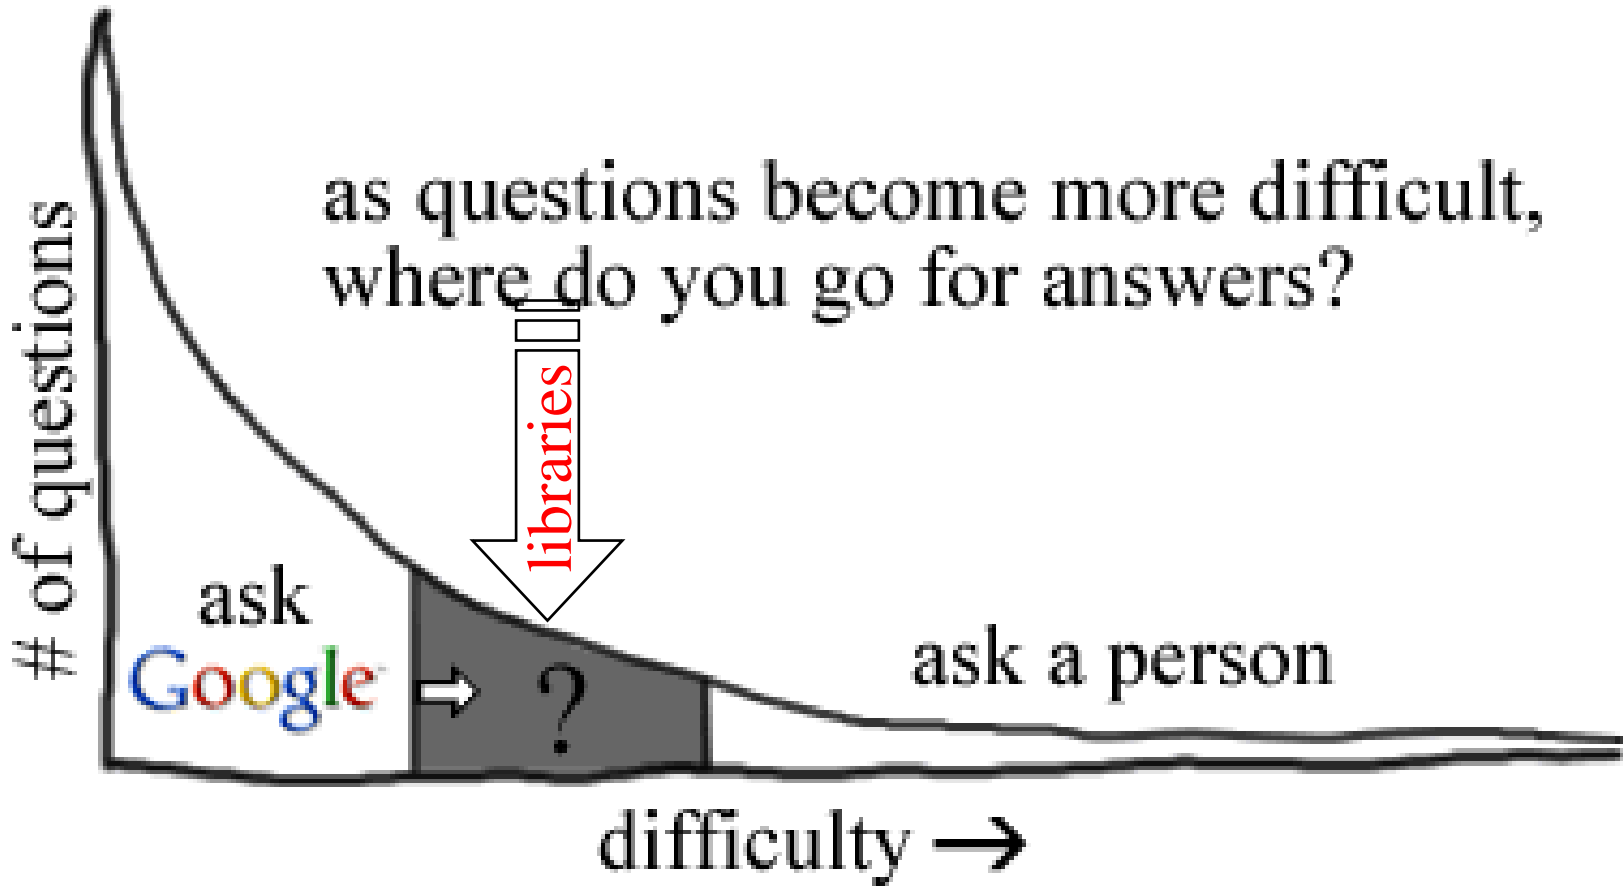 as questions become more difficult,
where do you go for answers?
# of questions
libraries
ask
Google
?
ask a person
difficulty →